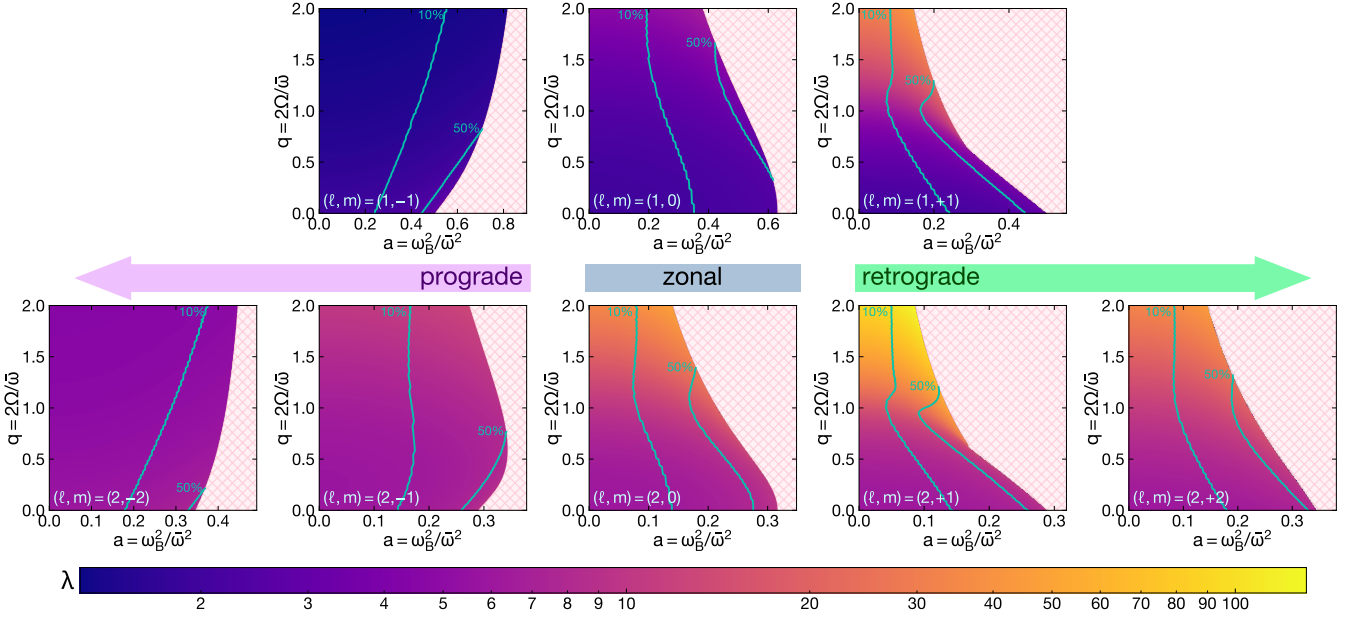 2.0
1.5
1.0
0.5
0.0
q = 2Ω/ω̄
10%
50%
(ℓ, m) = (1, −1)
0.0 0.2 0.4 0.6 0.8
a = ω_B²/ω̄²
2.0
1.5
1.0
0.5
0.0
q = 2Ω/ω̄
10%
50%
(ℓ, m) = (1, 0)
0.0 0.2 0.4 0.6
a = ω_B²/ω̄²
2.0
1.5
1.0
0.5
0.0
q = 2Ω/ω̄
10%
50%
(ℓ, m) = (1, +1)
0.0 0.2 0.4
a = ω_B²/ω̄²
prograde
zonal
retrograde
2.0
1.5
1.0
0.5
0.0
q = 2Ω/ω̄
10%
50%
(ℓ, m) = (2, −2)
0.0 0.1 0.2 0.3 0.4
a = ω_B²/ω̄²
2.0
1.5
1.0
0.5
0.0
q = 2Ω/ω̄
10%
50%
(ℓ, m) = (2, −1)
0.0 0.1 0.2 0.3
a = ω_B²/ω̄²
2.0
1.5
1.0
0.5
0.0
q = 2Ω/ω̄
10%
50%
(ℓ, m) = (2, 0)
0.0 0.1 0.2 0.3
a = ω_B²/ω̄²
2.0
1.5
1.0
0.5
0.0
q = 2Ω/ω̄
10%
50%
(ℓ, m) = (2, +1)
0.0 0.1 0.2 0.3
a = ω_B²/ω̄²
2.0
1.5
1.0
0.5
0.0
q = 2Ω/ω̄
10%
50%
(ℓ, m) = (2, +2)
0.0 0.1 0.2 0.3
a = ω_B²/ω̄²
λ
2 3 4 5 6 7 8 9 10 20 30 40 50 60 70 80 90 100